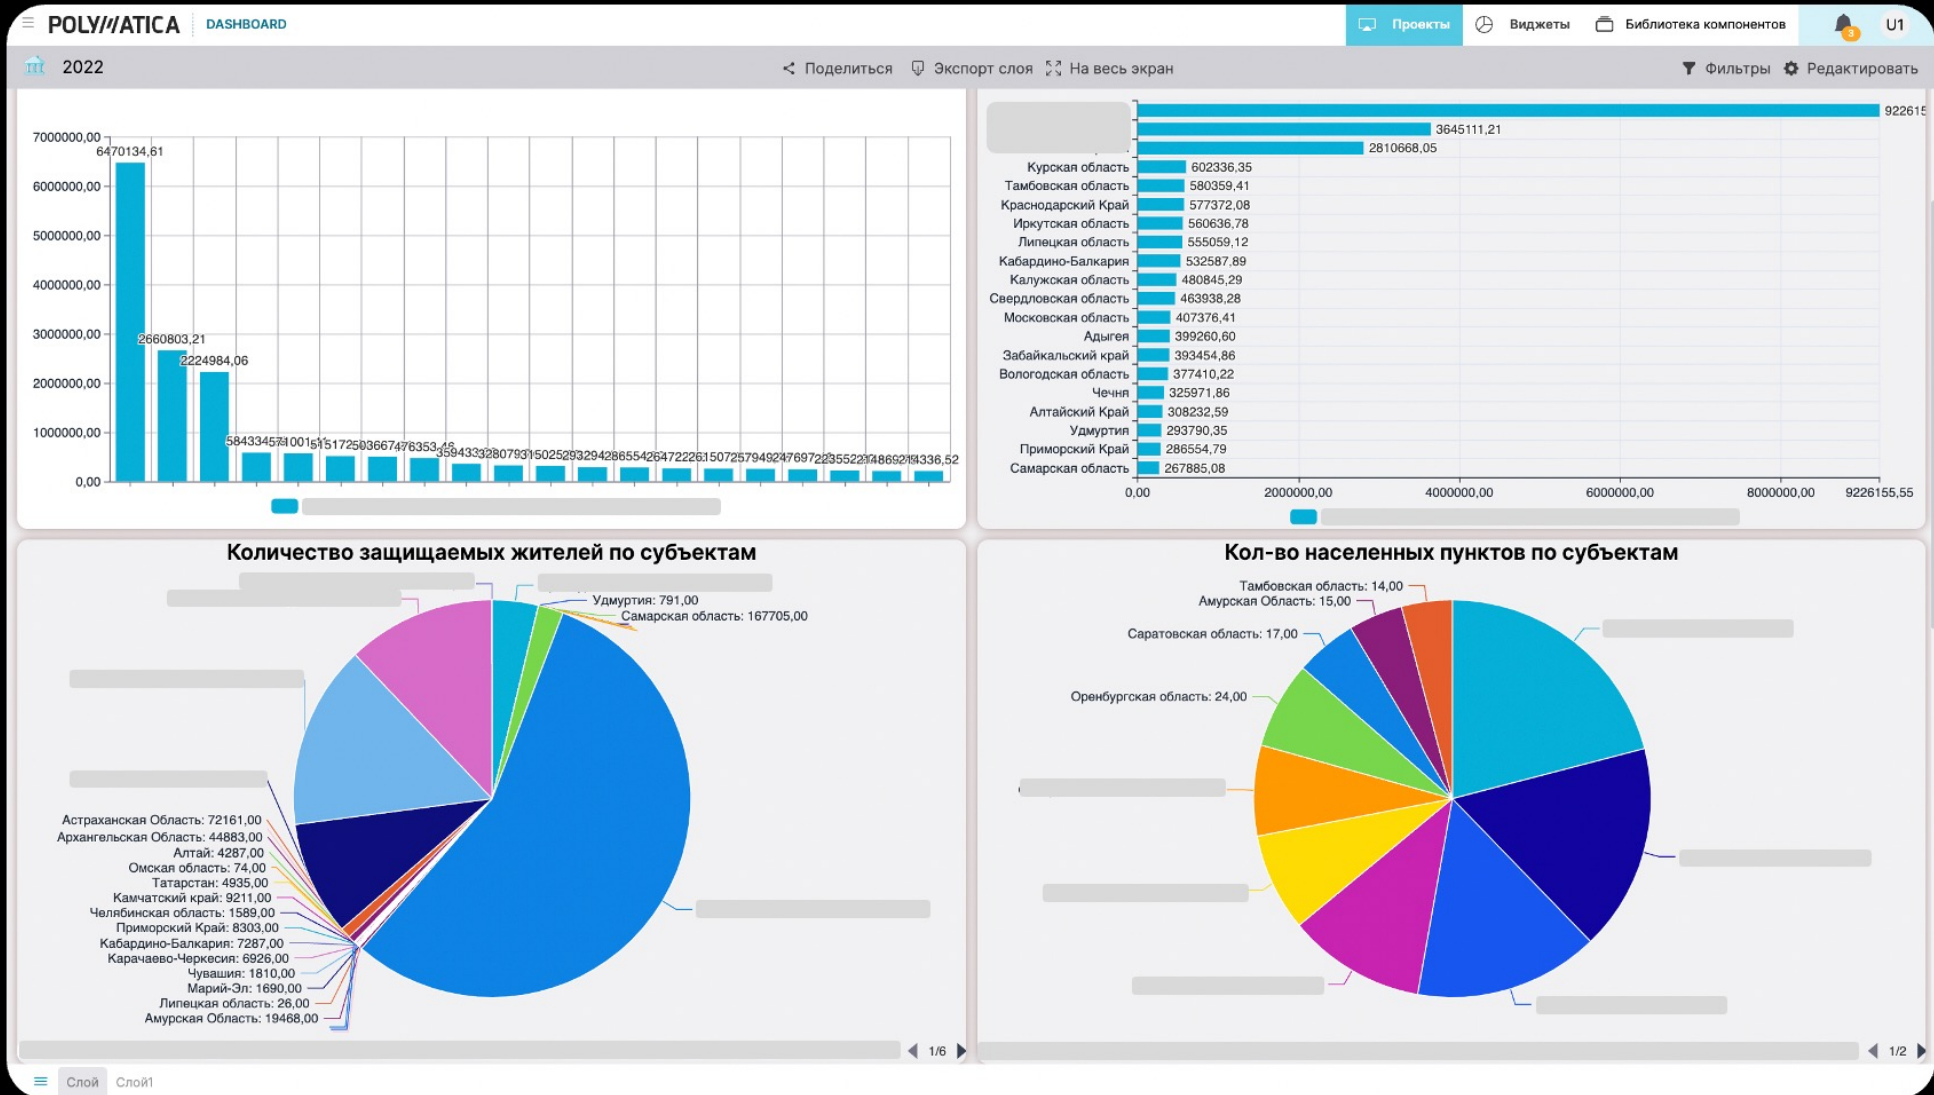 POLYMATICA DASHBOARD Проекты Виджеты Библиотека компонентов 3 U1
2022 Поделиться Экспорт слоя На весь экран Фильтры Редактировать
7000000,00
6470134,61
6000000,00
5000000,00
4000000,00
3000000,00
2660803,21
2224984,06
2000000,00
1000000,00
0,00
3645111,21
2810668,05
Курская область 602336,35
Тамбовская область 580359,41
Краснодарский Край 577372,08
Иркутская область 560636,78
Липецкая область 555059,12
Кабардино-Балкария 532587,89
Калужская область 480845,29
Свердловская область 463938,28
Московская область 407376,41
Адыгея 399260,60
Забайкальский край 393454,86
Вологодская область 377410,22
Чечня 325971,86
Алтайский Край 308232,59
Удмуртия 293790,35
Приморский Край 286554,79
Самарская область 267885,08
0,00 2000000,00 4000000,00 6000000,00 8000000,00 9226155,55
Количество защищаемых жителей по субъектам
Удмуртия: 791,00
Самарская область: 167705,00
Астраханская Область: 72161,00
Архангельская Область: 44883,00
Алтай: 4287,00
Омская область: 74,00
Татарстан: 4935,00
Камчатский край: 9211,00
Челябинская область: 1589,00
Приморский Край: 8303,00
Кабардино-Балкария: 7287,00
Карачаево-Черкесия: 6926,00
Чувашия: 1810,00
Марий-Эл: 1690,00
Липецкая область: 26,00
Амурская Область: 19468,00
1/6
Кол-во населенных пунктов по субъектам
Тамбовская область: 14,00
Амурская Область: 15,00
Саратовская область: 17,00
Оренбургская область: 24,00
1/2
Слой Слой1